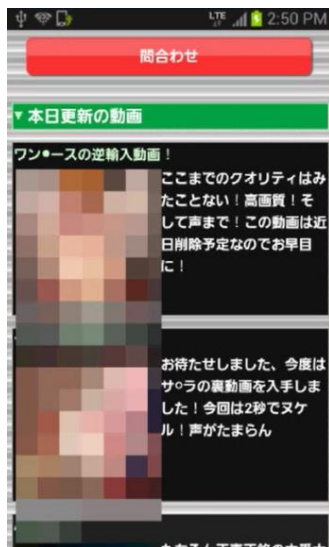 LTE 2:50 PM
問合わせ
▼本日更新の動画
ワン●ースの逆輸入動画！
ここまでのクオリティはみ
たことない！高画質！そ
して声まで！この動画は近
日削除予定なのでお早目
に！
お待たせしました、今度は
サ○ラの裏動画を入手しま
した！今回は2秒でヌケ
ル！声がたまらん